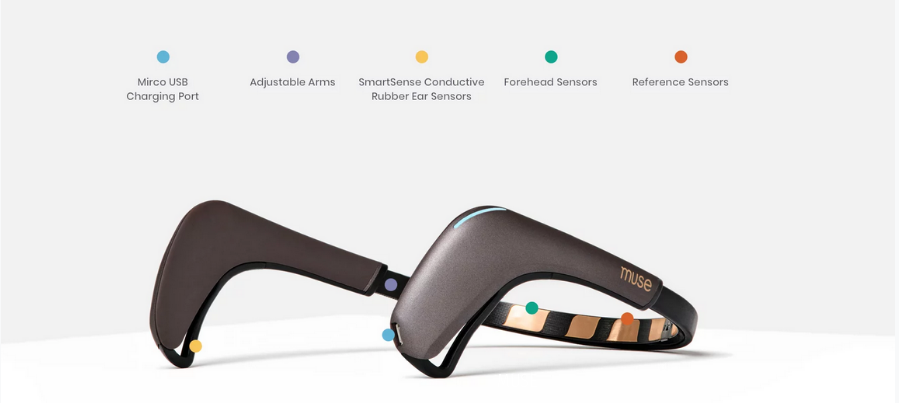 Mirco USB
Charging Port
Adjustable Arms
SmartSense Conductive
Rubber Ear Sensors
Forehead Sensors
Reference Sensors
muse